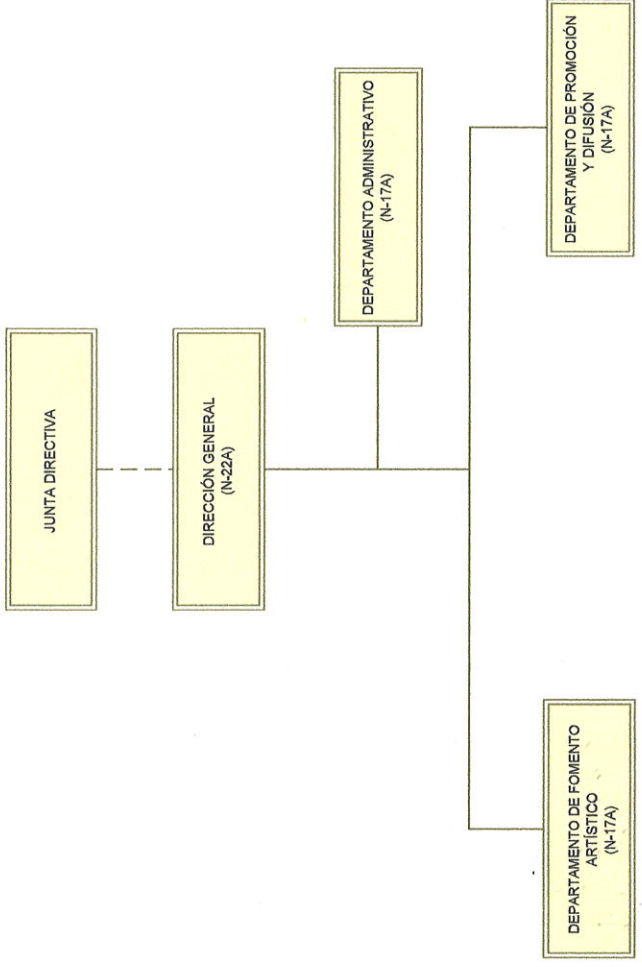 JUNTA DIRECTIVA
DIRECCIÓN GENERAL
(N-22A)
DEPARTAMENTO ADMINISTRATIVO
(N-17A)
DEPARTAMENTO DE FOMENTO
ARTÍSTICO
(N-17A)
DEPARTAMENTO DE PROMOCIÓN
Y DIFUSIÓN
(N-17A)